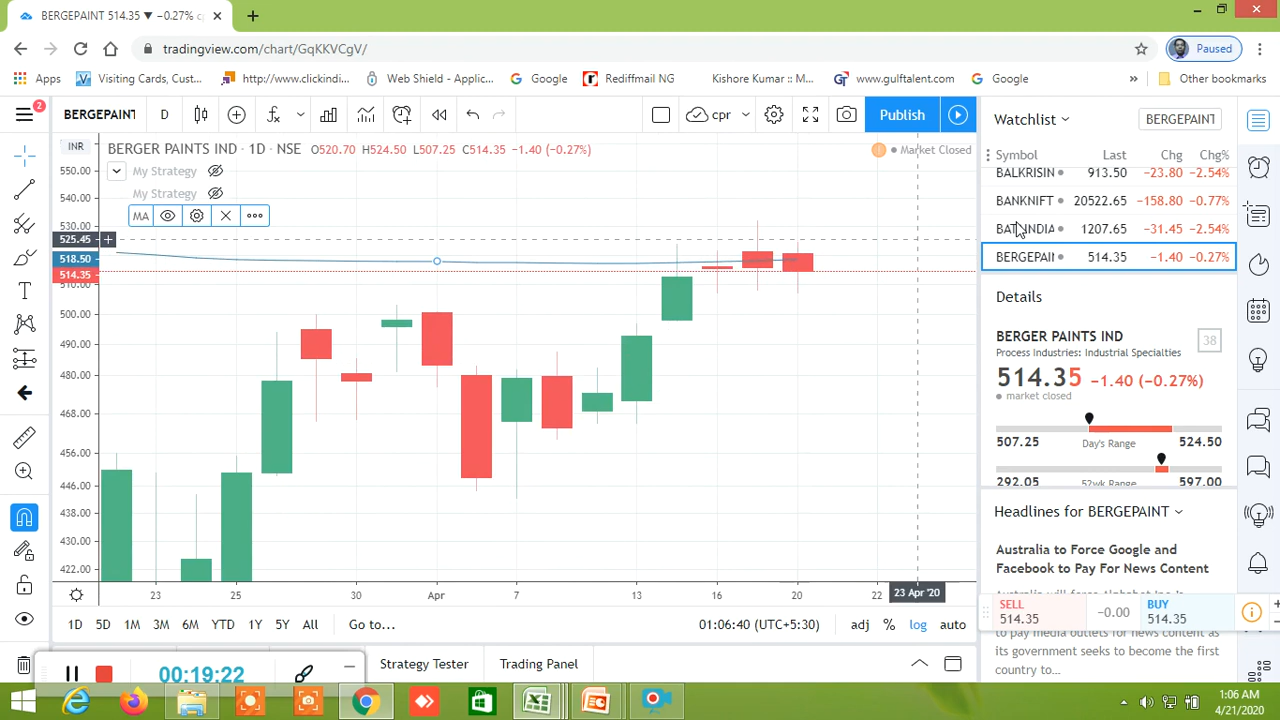 BERGEPAINT 514.35 ▼ −0.27%
tradingview.com/chart/GqKKVCgV/
Paused
Apps
Visiting Cards, Cust...
http://www.clickindi...
Web Shield - Applic...
Google
Rediffmail NG
Kishore Kumar :: M...
www.gulftalent.com
Google
»
Other bookmarks
2
BERGEPAINT
D
cpr
Publish
Watchlist
BERGEPAINT
INR
BERGER PAINTS IND · 1D · NSE O520.70 H524.50 L507.25 C514.35 −1.40 (−0.27%)
Market Closed
My Strategy
My Strategy
MA
550.00
540.00
530.00
525.45
518.50
514.35
510.00
500.00
490.00
480.00
468.00
456.00
446.00
438.00
430.00
422.00
23
25
30
Apr
7
13
16
20
22
23 Apr '20
1D 5D 1M 3M 6M YTD 1Y 5Y All Go to...
01:06:40 (UTC+5:30) adj % log auto
00:19:22
Strategy Tester
Trading Panel
Symbol Last Chg Chg%
BALKRISIN 913.50 −23.80 −2.54%
BANKNIFT 20522.65 −158.80 −0.77%
BATAINDIA 1207.65 −31.45 −2.54%
BERGEPAIN 514.35 −1.40 −0.27%
Details
BERGER PAINTS IND
38
Process Industries: Industrial Specialties
514.35 −1.40 (−0.27%)
market closed
507.25 Day's Range 524.50
292.05 52wk Range 597.00
Headlines for BERGEPAINT
Australia to Force Google and
Facebook to Pay For News Content
SELL
514.35
−0.00
BUY
514.35
to pay media outlets for news content as
its government seeks to become the first
country to...
1:06 AM
4/21/2020